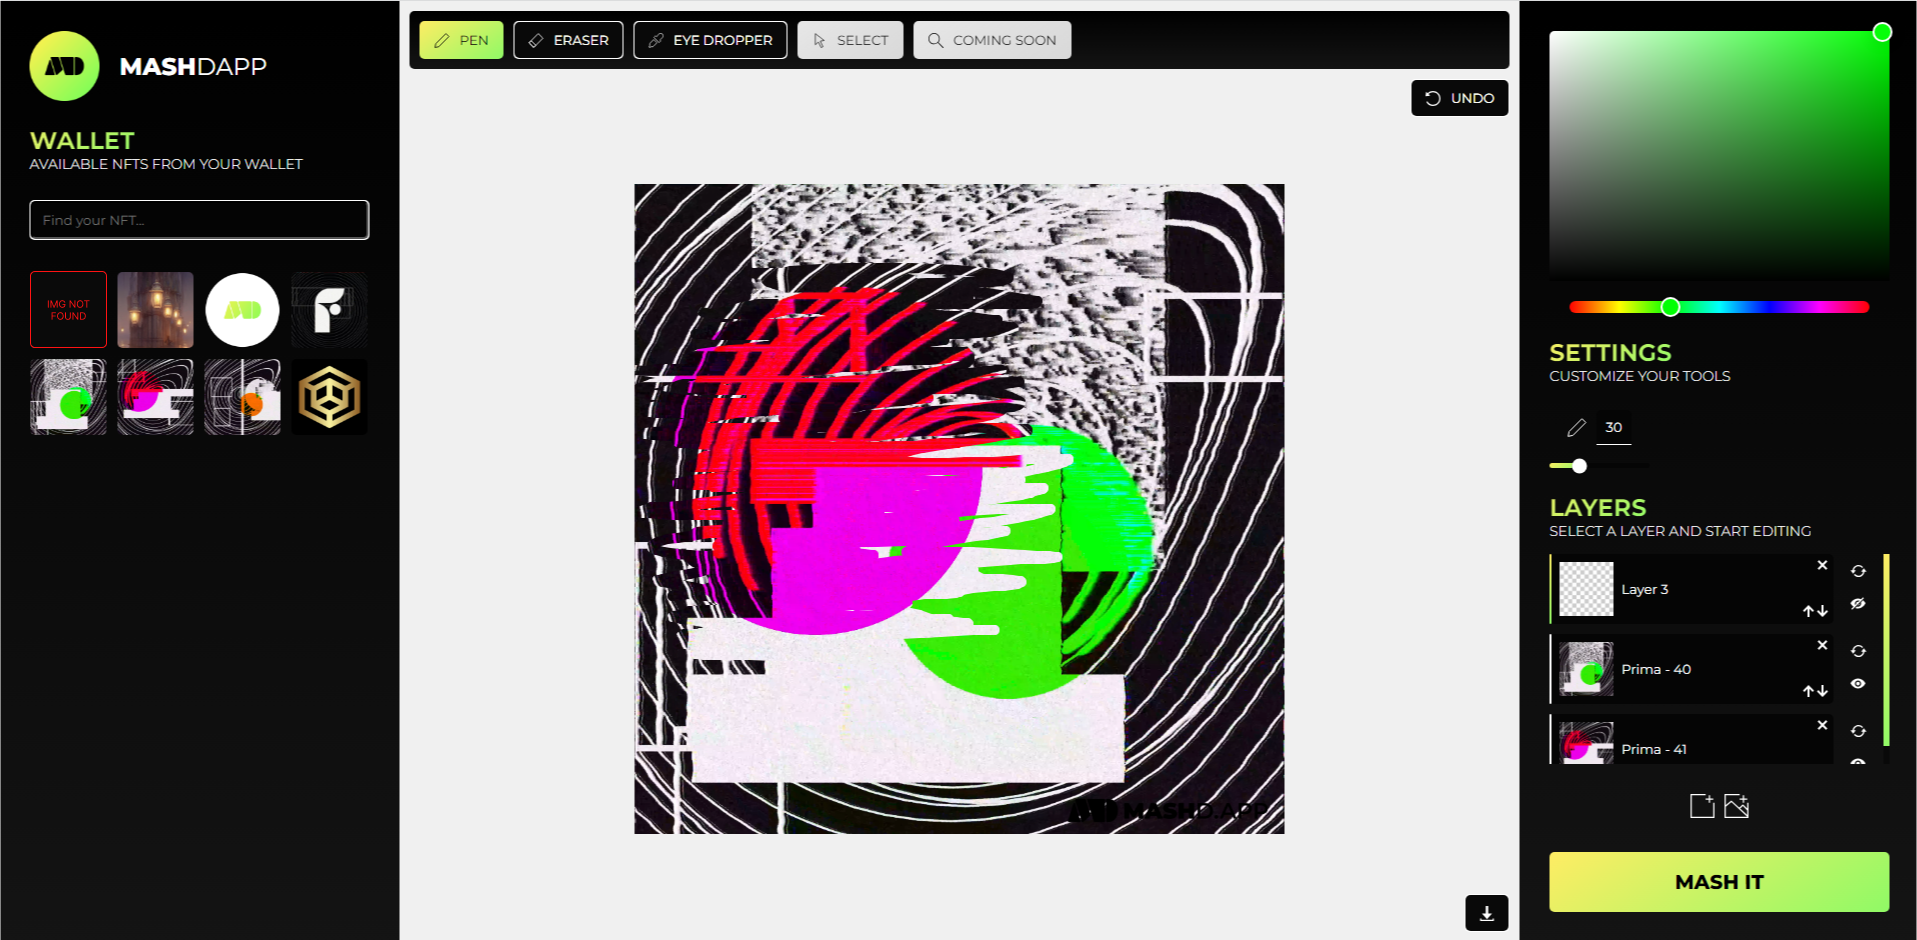 MASHDAPP
WALLET
AVAILABLE NFTS FROM YOUR WALLET
Find your NFT...
IMG NOT
FOUND
PEN
ERASER
EYE DROPPER
SELECT
COMING SOON
UNDO
MASHD.APP
SETTINGS
CUSTOMIZE YOUR TOOLS
30
LAYERS
SELECT A LAYER AND START EDITING
Layer 3
Prima - 40
Prima - 41
MASH IT